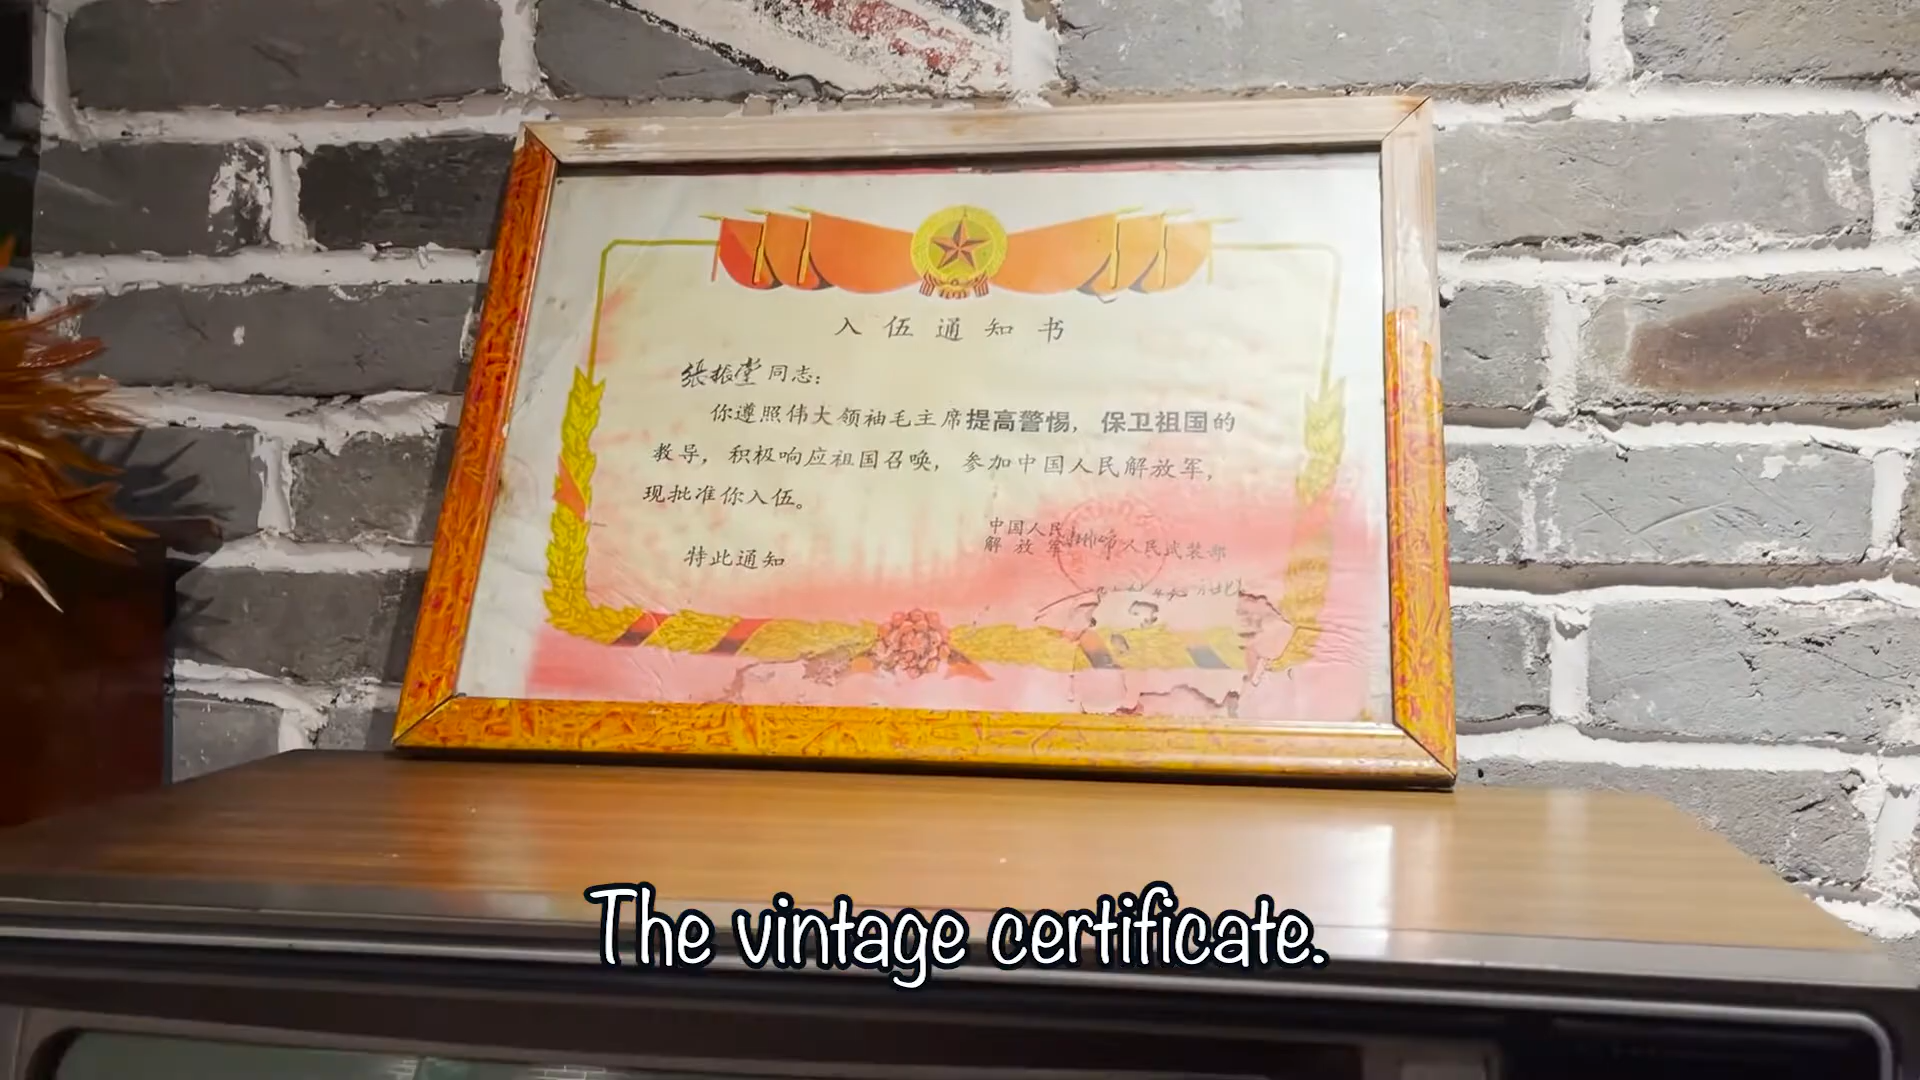 入伍通知书
张振堂同志：
你遵照伟大领袖毛主席提高警惕，保卫祖国的
教导，积极响应祖国召唤，参加中国人民解放军，
现批准你入伍。
特此通知
中国人民
解放军
市人民武装部
The vintage certificate.